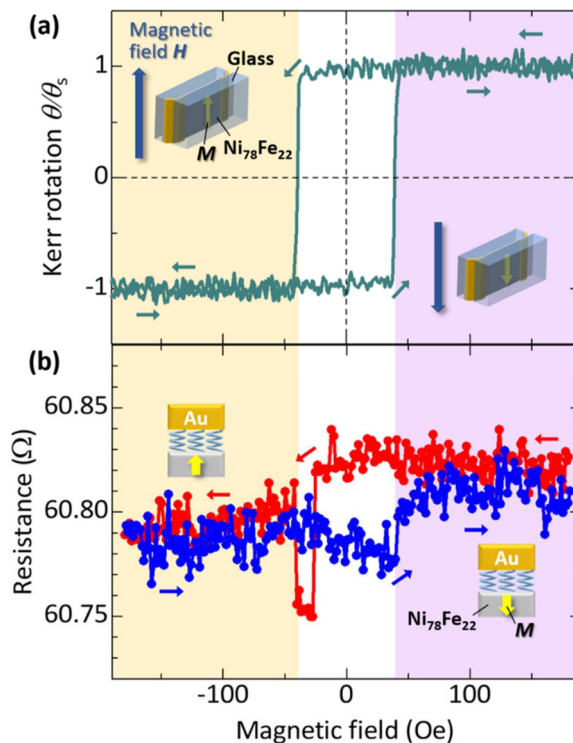 (a)
Magnetic
field H
Glass
M
Ni78Fe22
Kerr rotation θ/θs
1
0
-1
(b)
Au
Resistance (Ω)
60.85
60.80
60.75
Au
Ni78Fe22
M
-100
0
100
Magnetic field (Oe)